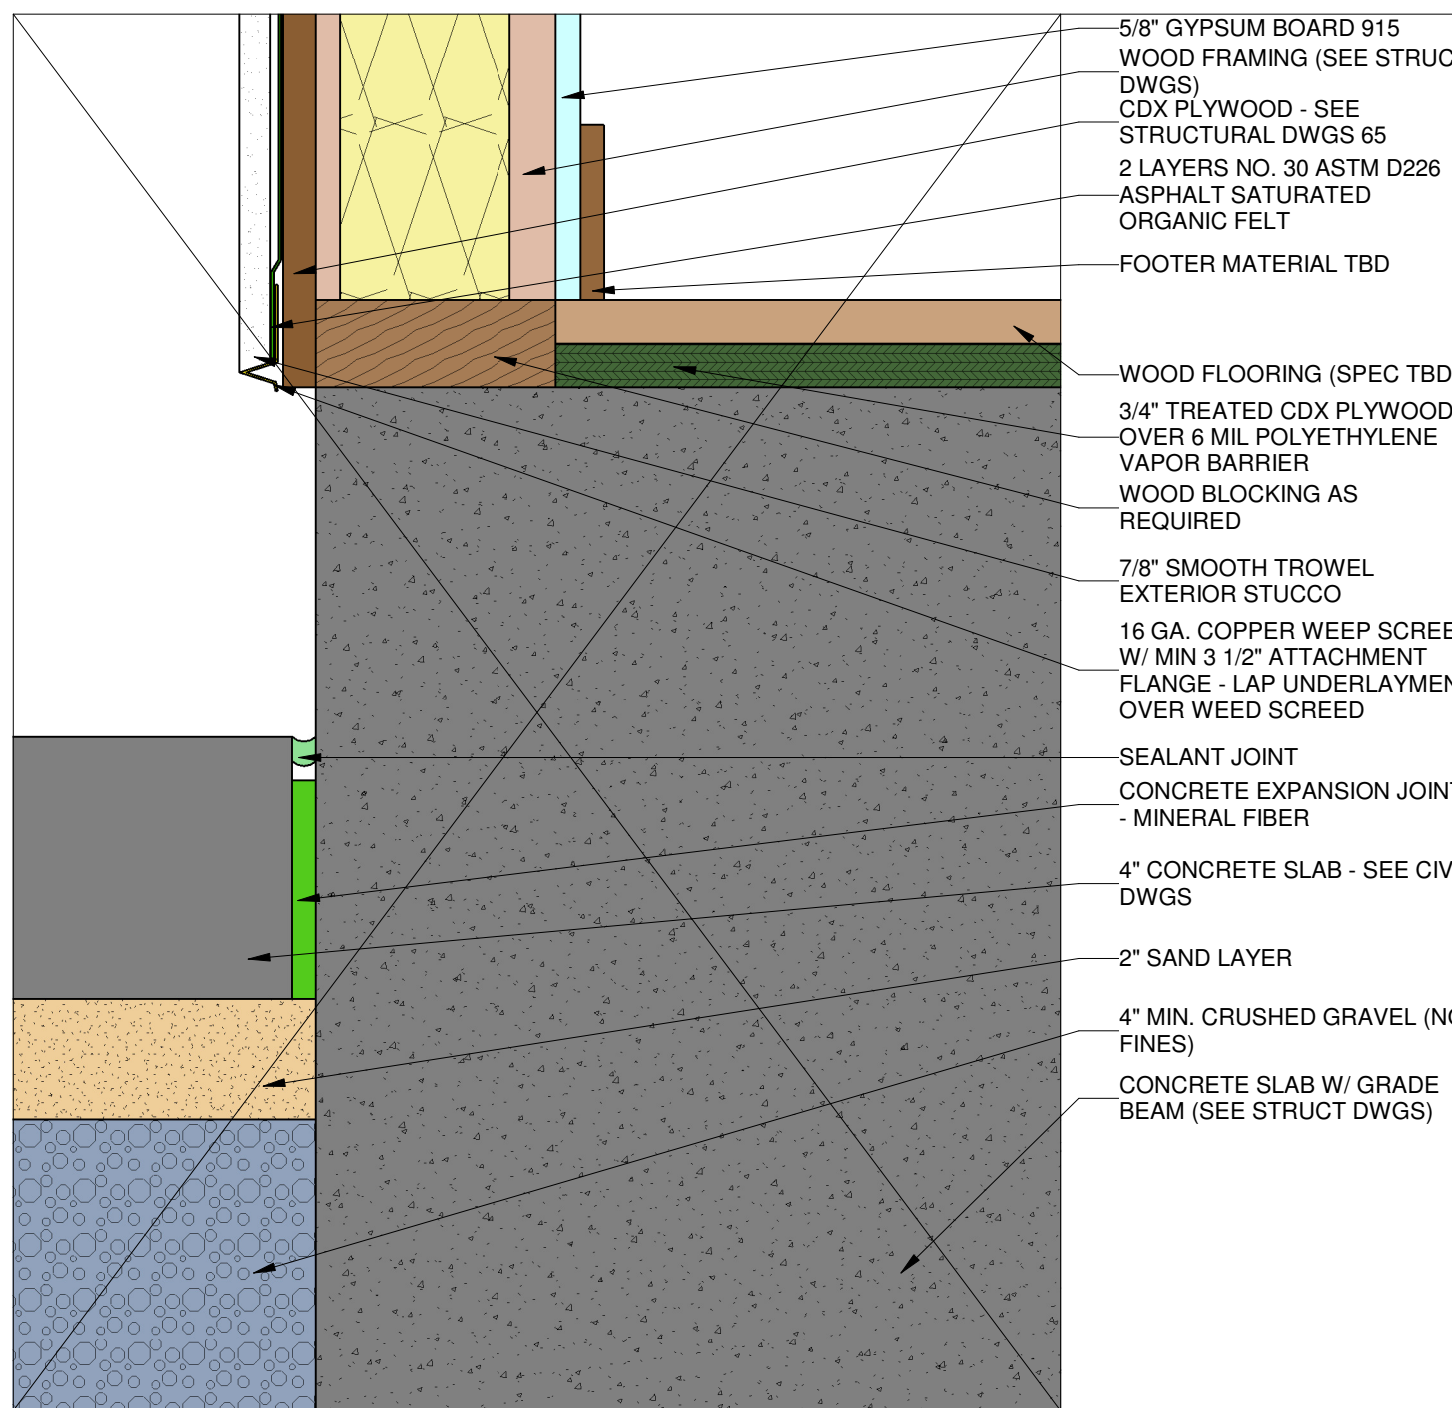 5/8" GYPSUM BOARD 915
WOOD FRAMING (SEE STRUC
DWGS)
CDX PLYWOOD - SEE
STRUCTURAL DWGS 65
2 LAYERS NO. 30 ASTM D226
ASPHALT SATURATED
ORGANIC FELT
FOOTER MATERIAL TBD
WOOD FLOORING (SPEC TBD
3/4" TREATED CDX PLYWOOD
OVER 6 MIL POLYETHYLENE
VAPOR BARRIER
WOOD BLOCKING AS
REQUIRED
7/8" SMOOTH TROWEL
EXTERIOR STUCCO
16 GA. COPPER WEEP SCREE
W/ MIN 3 1/2" ATTACHMENT
FLANGE - LAP UNDERLAYMEN
OVER WEED SCREED
SEALANT JOINT
CONCRETE EXPANSION JOINT
- MINERAL FIBER
4" CONCRETE SLAB - SEE CIV
DWGS
2" SAND LAYER
4" MIN. CRUSHED GRAVEL (NO
FINES)
CONCRETE SLAB W/ GRADE
BEAM (SEE STRUCT DWGS)